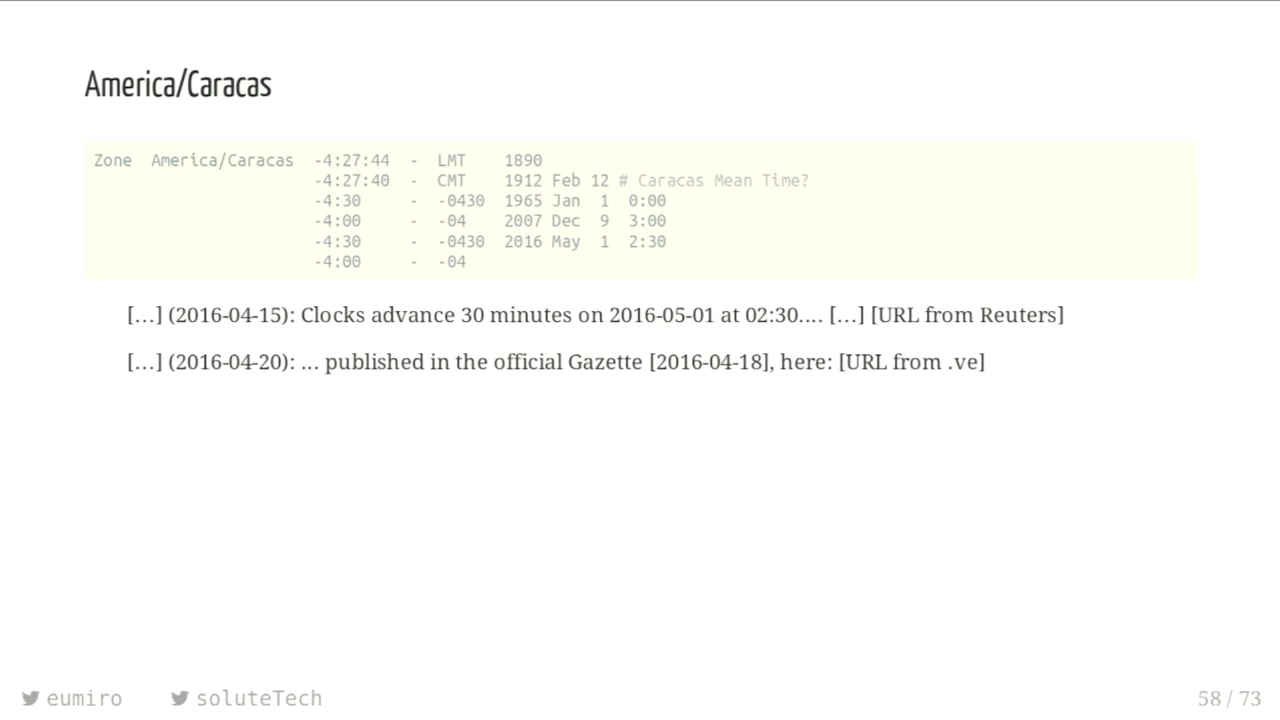 America/Caracas
Zone America/Caracas -4:27:44 - LMT 1890
-4:27:40 - CMT 1912 Feb 12 # Caracas Mean Time?
-4:30 - -0430 1965 Jan 1 0:00
-4:00 - -04 2007 Dec 9 3:00
-4:30 - -0430 2016 May 1 2:30
-4:00 - -04
[…] (2016-04-15): Clocks advance 30 minutes on 2016-05-01 at 02:30.... […] [URL from Reuters]
[…] (2016-04-20): ... published in the official Gazette [2016-04-18], here: [URL from .ve]
eumiro soluteTech 58 / 73